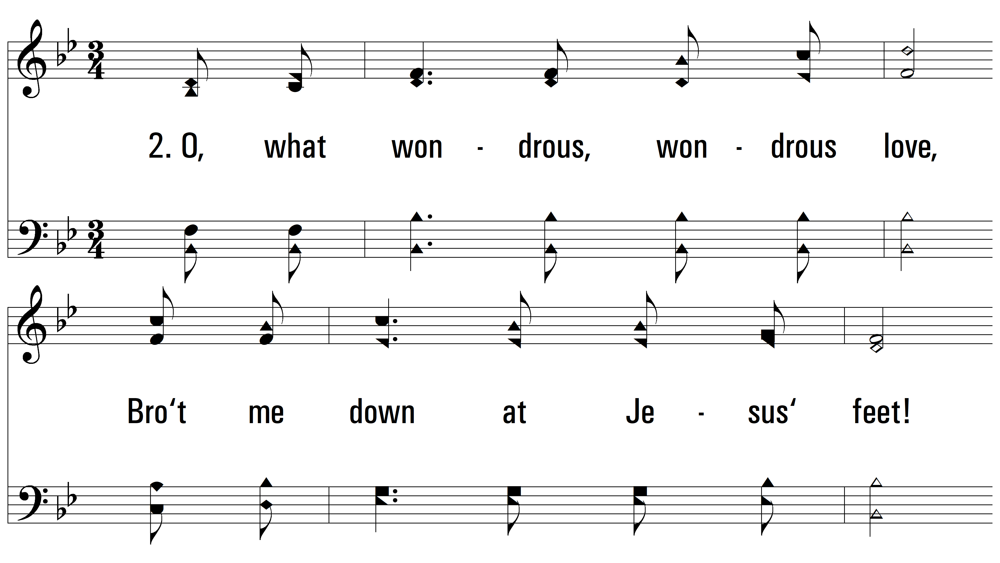 2. O, what won - drous, won - drous love,
Bro‘t me down at Je - sus‘ feet!